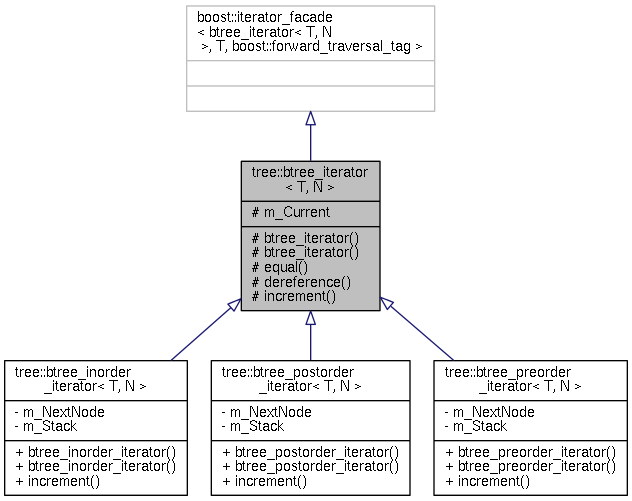 boost::iterator_facade
< btree_iterator< T, N
>, T, boost::forward_traversal_tag >
tree::btree_iterator
< T, N >
# m_Current
# btree_iterator()
# btree_iterator()
# equal()
# dereference()
# increment()
tree::btree_inorder
_iterator< T, N >
- m_NextNode
- m_Stack
+ btree_inorder_iterator()
+ btree_inorder_iterator()
+ increment()
tree::btree_postorder
_iterator< T, N >
- m_NextNode
- m_Stack
+ btree_postorder_iterator()
+ btree_postorder_iterator()
+ increment()
tree::btree_preorder
_iterator< T, N >
- m_NextNode
- m_Stack
+ btree_preorder_iterator()
+ btree_preorder_iterator()
+ increment()